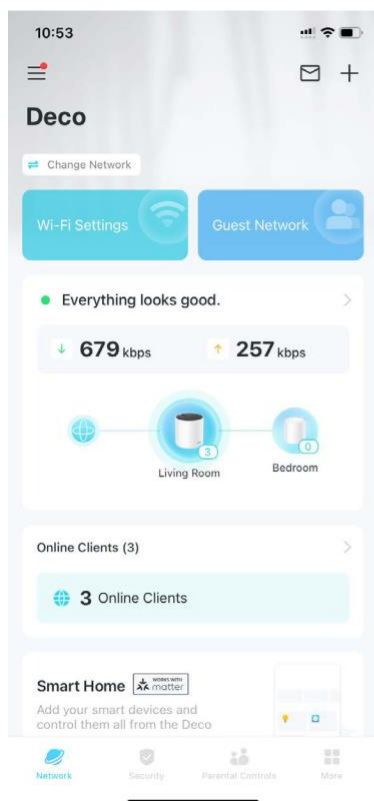 10:53
Deco
Change Network
Wi-Fi Settings
Guest Network
Everything looks good.
679 kbps
257 kbps
3
0
Living Room
Bedroom
Online Clients (3)
3 Online Clients
Smart Home WORKS WITH matter
Add your smart devices and
control them all from the Deco
Network
Security
Parental Controls
More